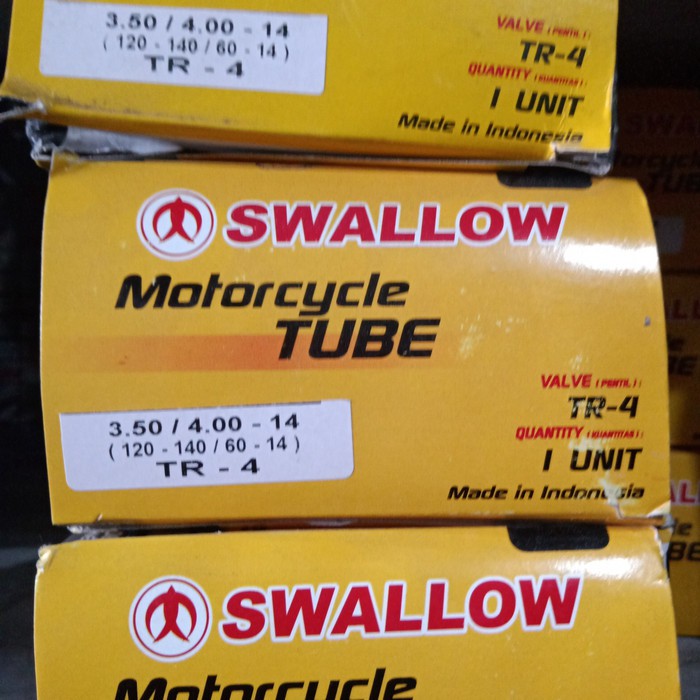 3.50 / 4.00 - 14
( 120 - 140 / 60 - 14 )
TR - 4
VALVE ( PENTIL ) :
TR-4
QUANTITY ( KUANTITAS ) :
1 UNIT
Made in Indonesia
SWALLOW
Motorcycle
TUBE
3.50 / 4.00 - 14
( 120 - 140 / 60 - 14 )
TR - 4
VALVE ( PENTIL ) :
TR-4
QUANTITY ( KUANTITAS ) :
1 UNIT
Made in Indonesia
SWALLOW
Motorcycle